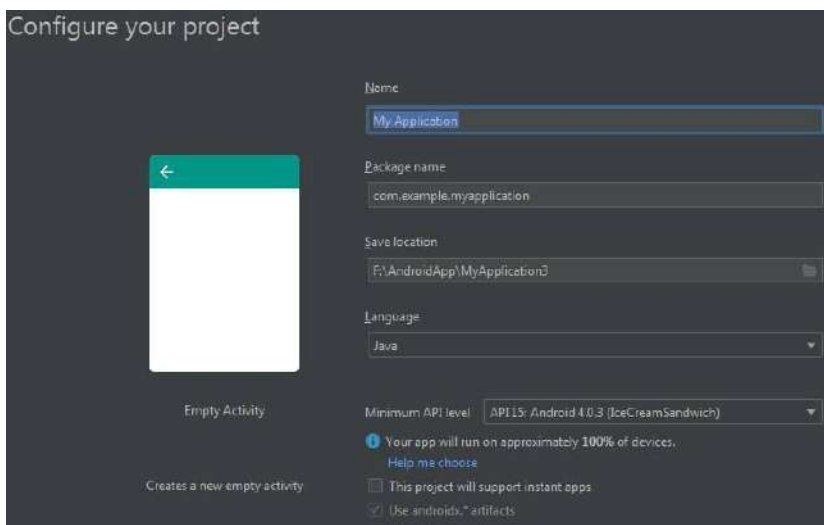 Configure your project
Name
My Application
Package name
com.example.myapplication
Save location
F:\AndroidApp\MyApplication3
Language
Java
Empty Activity
Minimum API level
API 15: Android 4.0.3 (IceCreamSandwich)
Your app will run on approximately 100% of devices.
Help me choose
Creates a new empty activity
This project will support instant apps
Use androidx.* artifacts